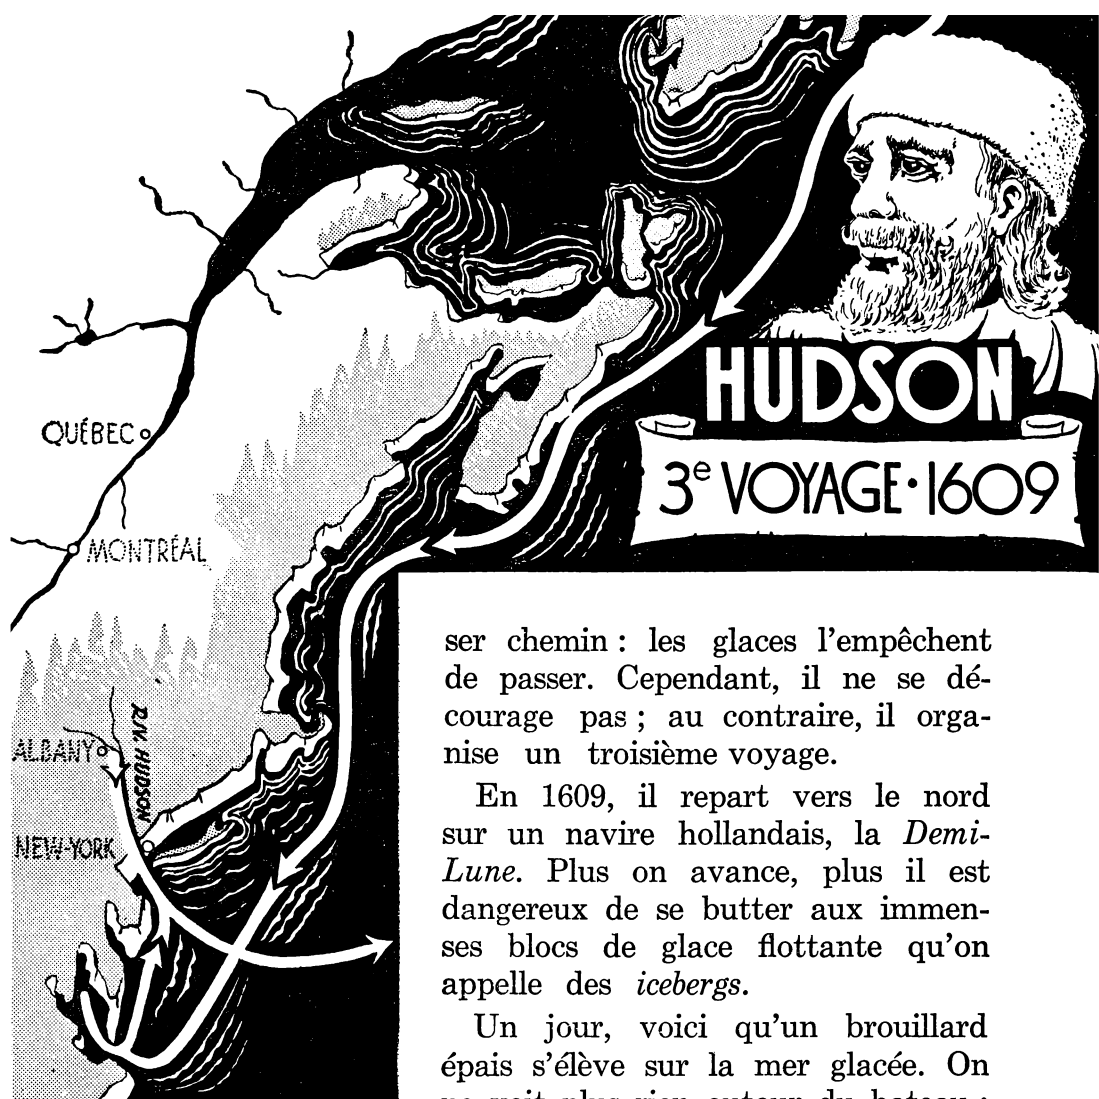 HUDSON
3e VOYAGE · 1609
QUÉBEC
MONTRÉAL
ALBANY
RIV. HUDSON
NEW-YORK
ser chemin : les glaces l'empêchent
de passer. Cependant, il ne se dé-
courage pas ; au contraire, il orga-
nise un troisième voyage.
En 1609, il repart vers le nord
sur un navire hollandais, la Demi-
Lune. Plus on avance, plus il est
dangereux de se butter aux immen-
ses blocs de glace flottante qu'on
appelle des icebergs.
Un jour, voici qu'un brouillard
épais s'élève sur la mer glacée. On